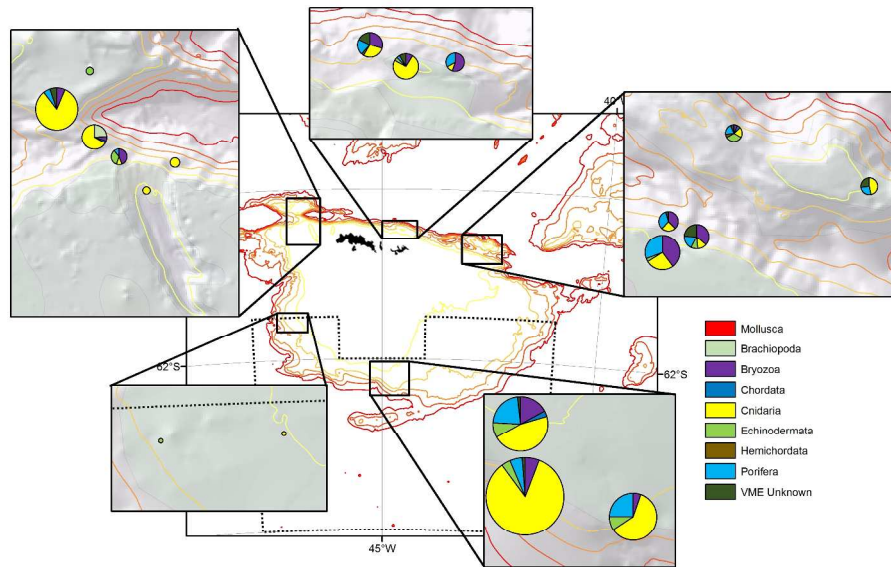 40°
62°S
62°S
45°W
Mollusca
Brachiopoda
Bryozoa
Chordata
Cnidaria
Echinodermata
Hemichordata
Porifera
VME Unknown